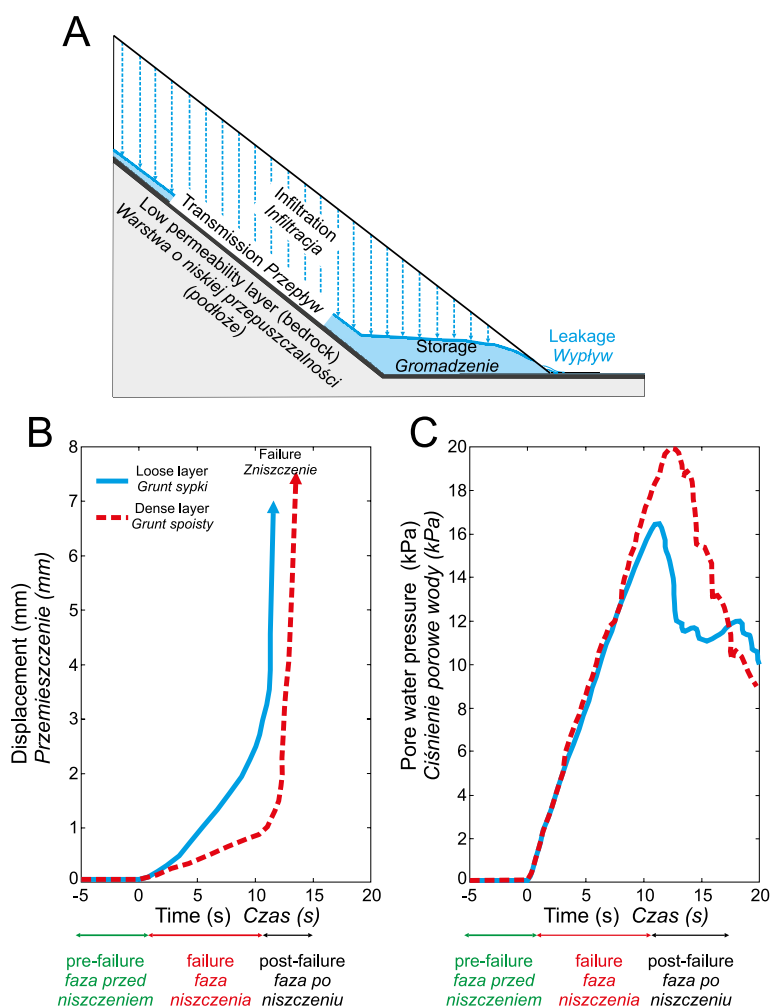 A
Infiltration
Infiltracja
Transmission Przepływ
Low permeability layer (bedrock)
Warstwa o niskiej przepuszczalności
(podłoże)
Storage
Gromadzenie
Leakage
Wypływ
B
Displacement (mm)
Przemieszczenie (mm)
8
7
6
5
4
3
2
1
0
Loose layer
Grunt sypki
Dense layer
Grunt spoisty
Failure
Zniszczenie
-5 0 5 10 15 20
Time (s) Czas (s)
pre-failure
faza przed
niszczeniem
failure
faza
niszczenia
post-failure
faza po
niszczeniu
C
Pore water pressure (kPa)
Ciśnienie porowe wody (kPa)
20
18
16
14
12
10
8
6
4
2
0
-5 0 5 10 15 20
Time (s) Czas (s)
pre-failure
faza przed
niszczeniem
failure
faza
niszczenia
post-failure
faza po
niszczeniu